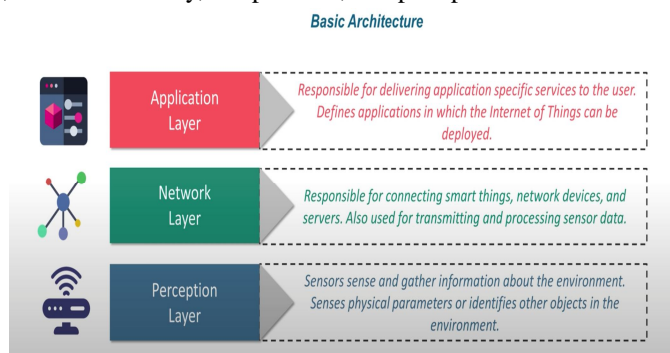 Basic Architecture
Application
Layer
Responsible for delivering application specific services to the user.
Defines applications in which the Internet of Things can be
deployed.
Network
Layer
Responsible for connecting smart things, network devices, and
servers. Also used for transmitting and processing sensor data.
Perception
Layer
Sensors sense and gather information about the environment.
Senses physical parameters or identifies other objects in the
environment.